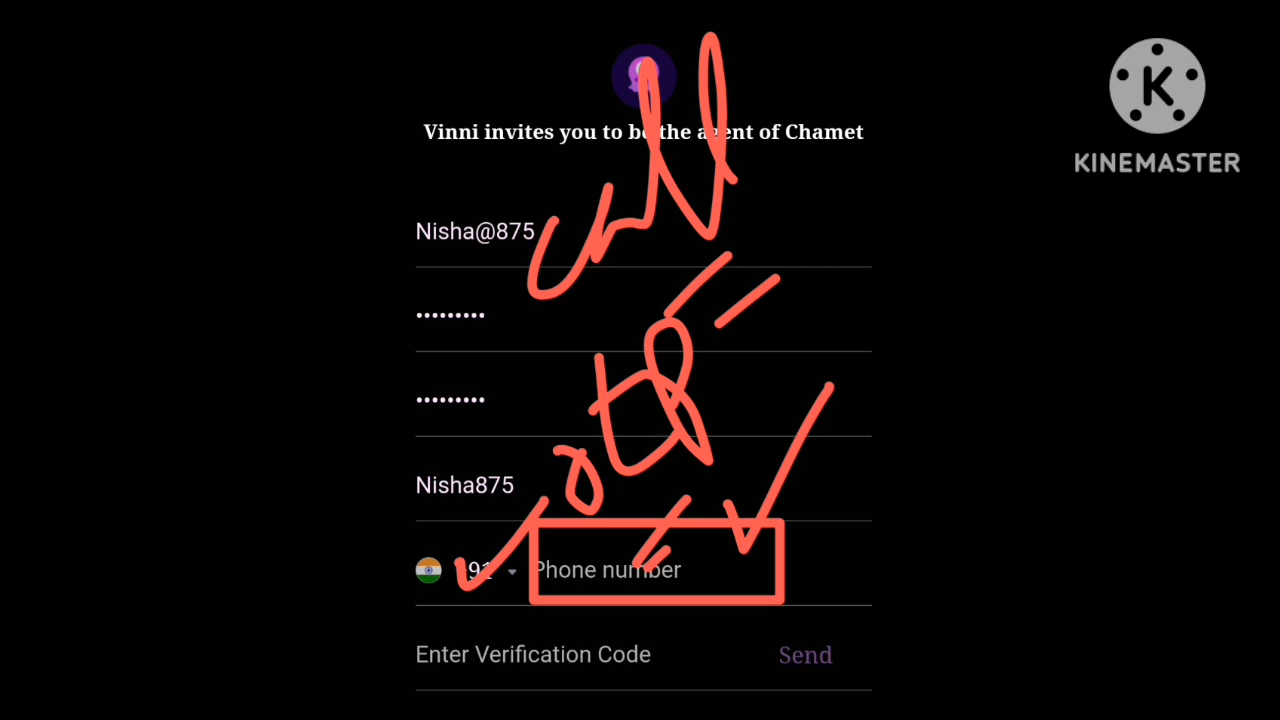 Vinni invites you to be the agent of Chamet
KINEMASTER
Nisha@875
•••••••••
•••••••••
Nisha875
+91 Phone number
Enter Verification Code Send